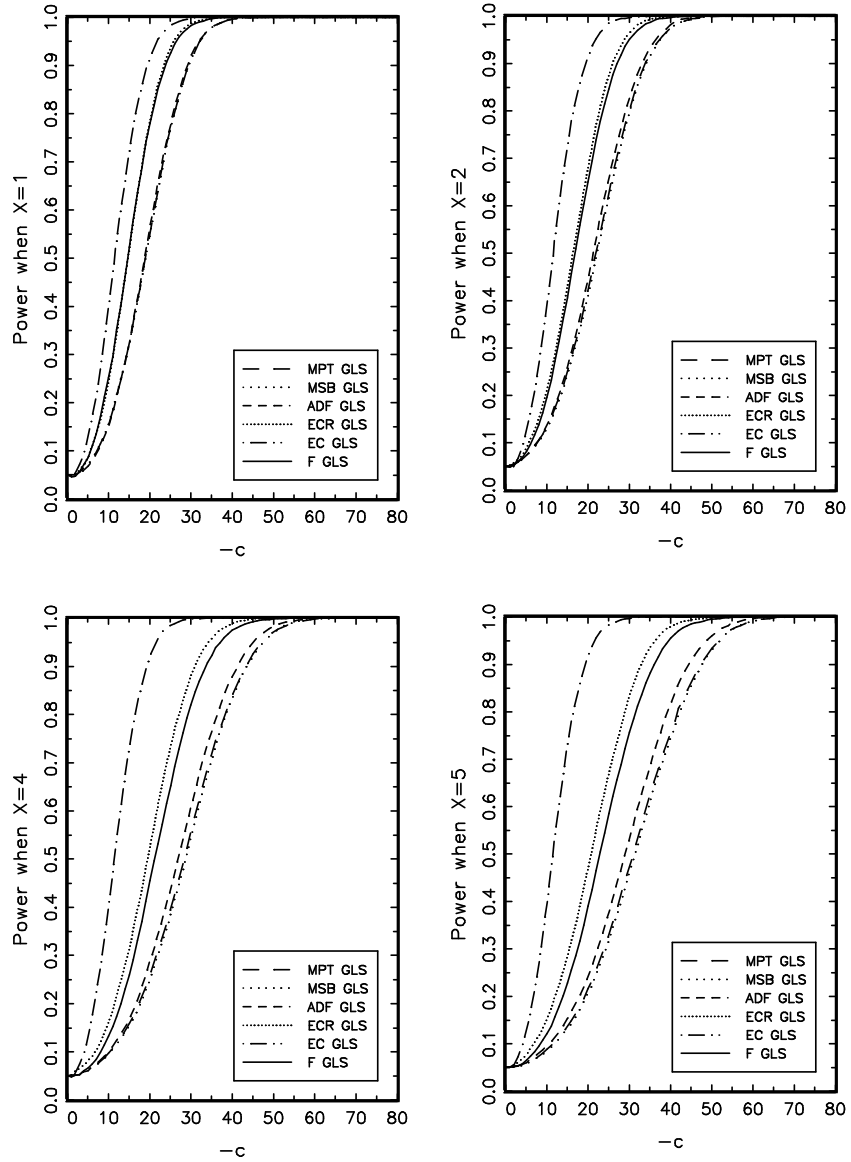 Power when X=1
1.0
0.9
0.8
0.7
0.6
0.5
0.4
0.3
0.2
0.1
0.0
MPT GLS
MSB GLS
ADF GLS
ECR GLS
EC GLS
F GLS
0 10 20 30 40 50 60 70 80
−c
Power when X=2
1.0
0.9
0.8
0.7
0.6
0.5
0.4
0.3
0.2
0.1
0.0
MPT GLS
MSB GLS
ADF GLS
ECR GLS
EC GLS
F GLS
0 10 20 30 40 50 60 70 80
−c
Power when X=4
1.0
0.9
0.8
0.7
0.6
0.5
0.4
0.3
0.2
0.1
0.0
MPT GLS
MSB GLS
ADF GLS
ECR GLS
EC GLS
F GLS
0 10 20 30 40 50 60 70 80
−c
Power when X=5
1.0
0.9
0.8
0.7
0.6
0.5
0.4
0.3
0.2
0.1
0.0
MPT GLS
MSB GLS
ADF GLS
ECR GLS
EC GLS
F GLS
0 10 20 30 40 50 60 70 80
−c